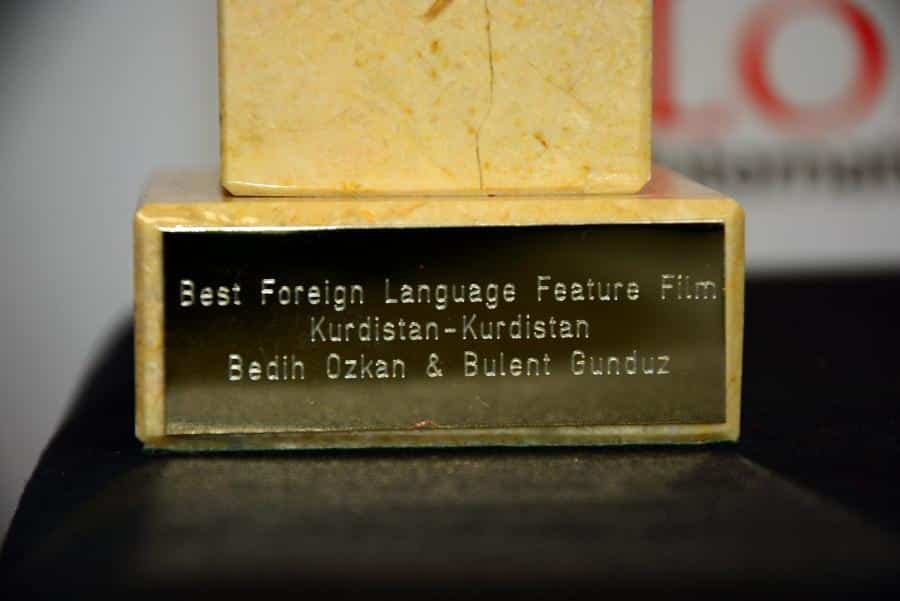 Best Foreign Language Feature Film
Kurdistan-Kurdistan
Bedih Ozkan & Bulent Gunduz